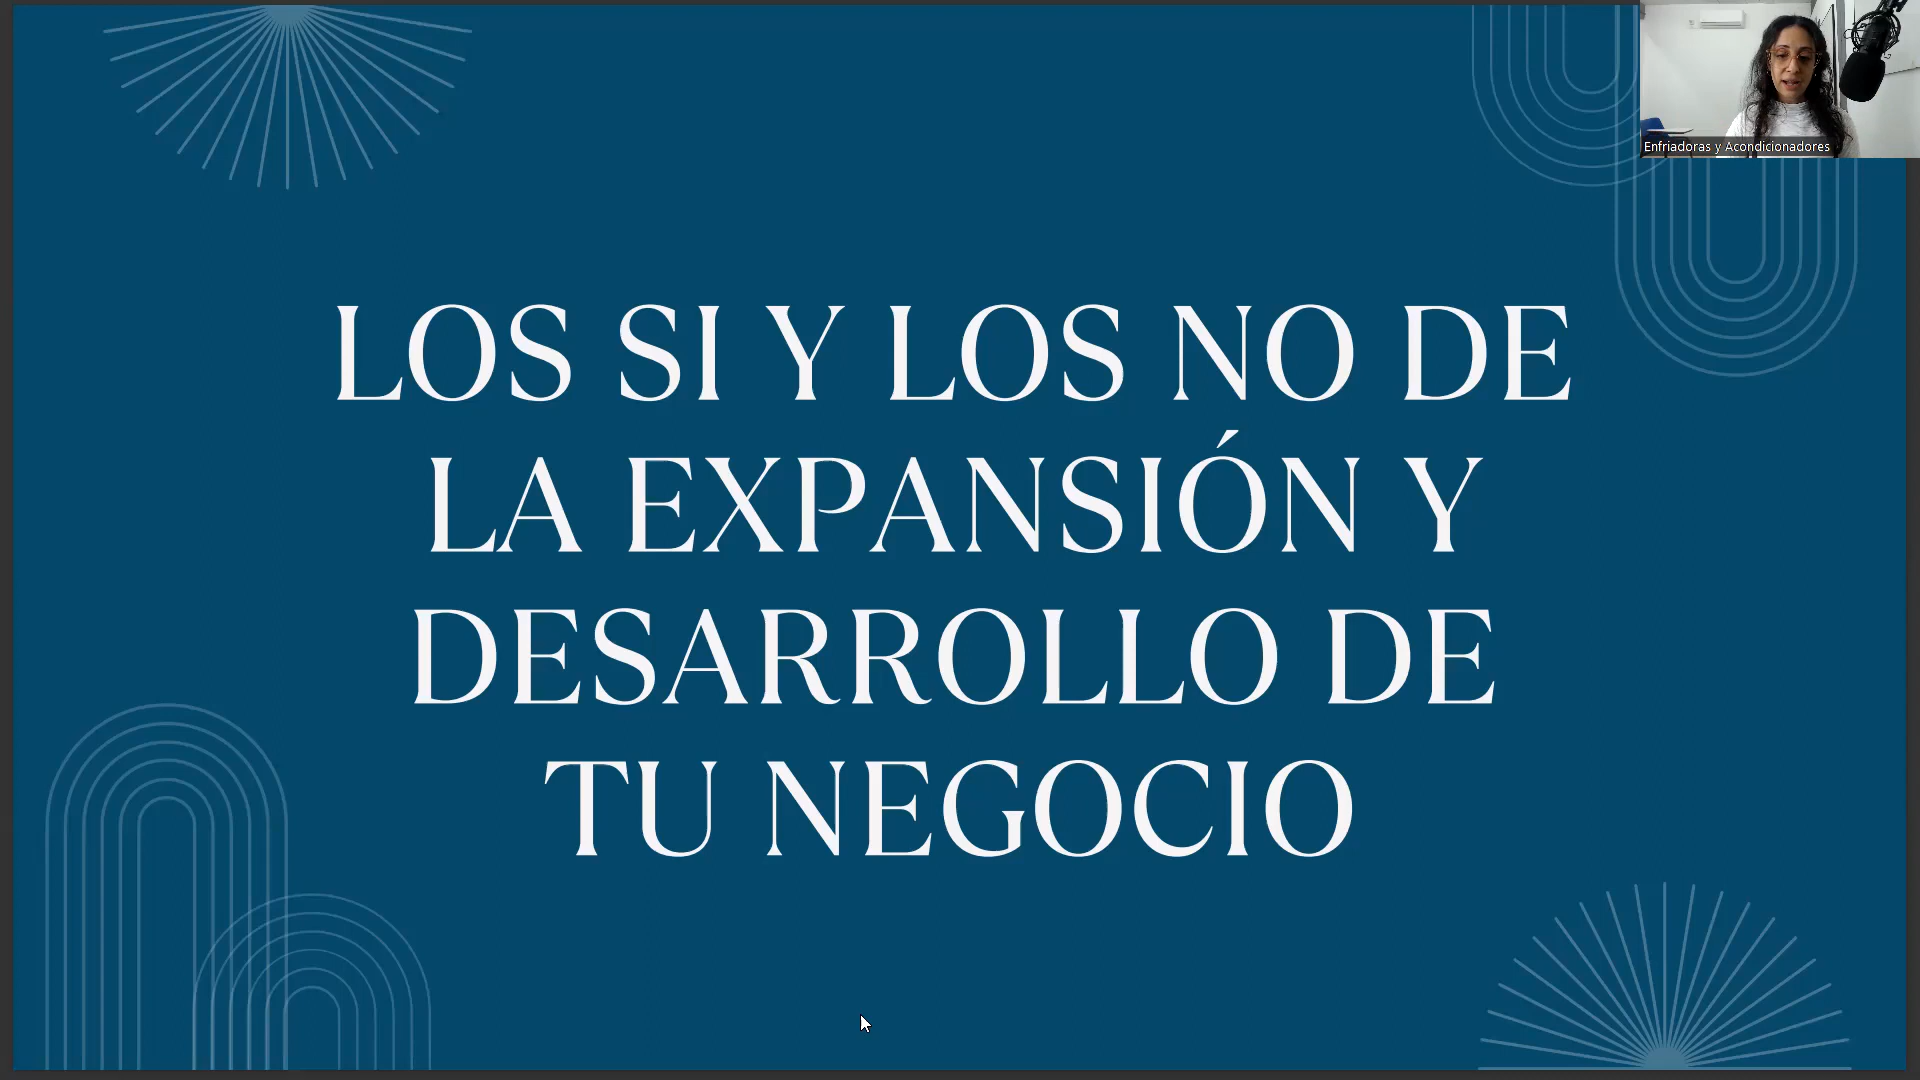 Enfriadoras y Acondicionadores
LOS SI Y LOS NO DE
LA EXPANSIÓN Y
DESARROLLO DE
TU NEGOCIO